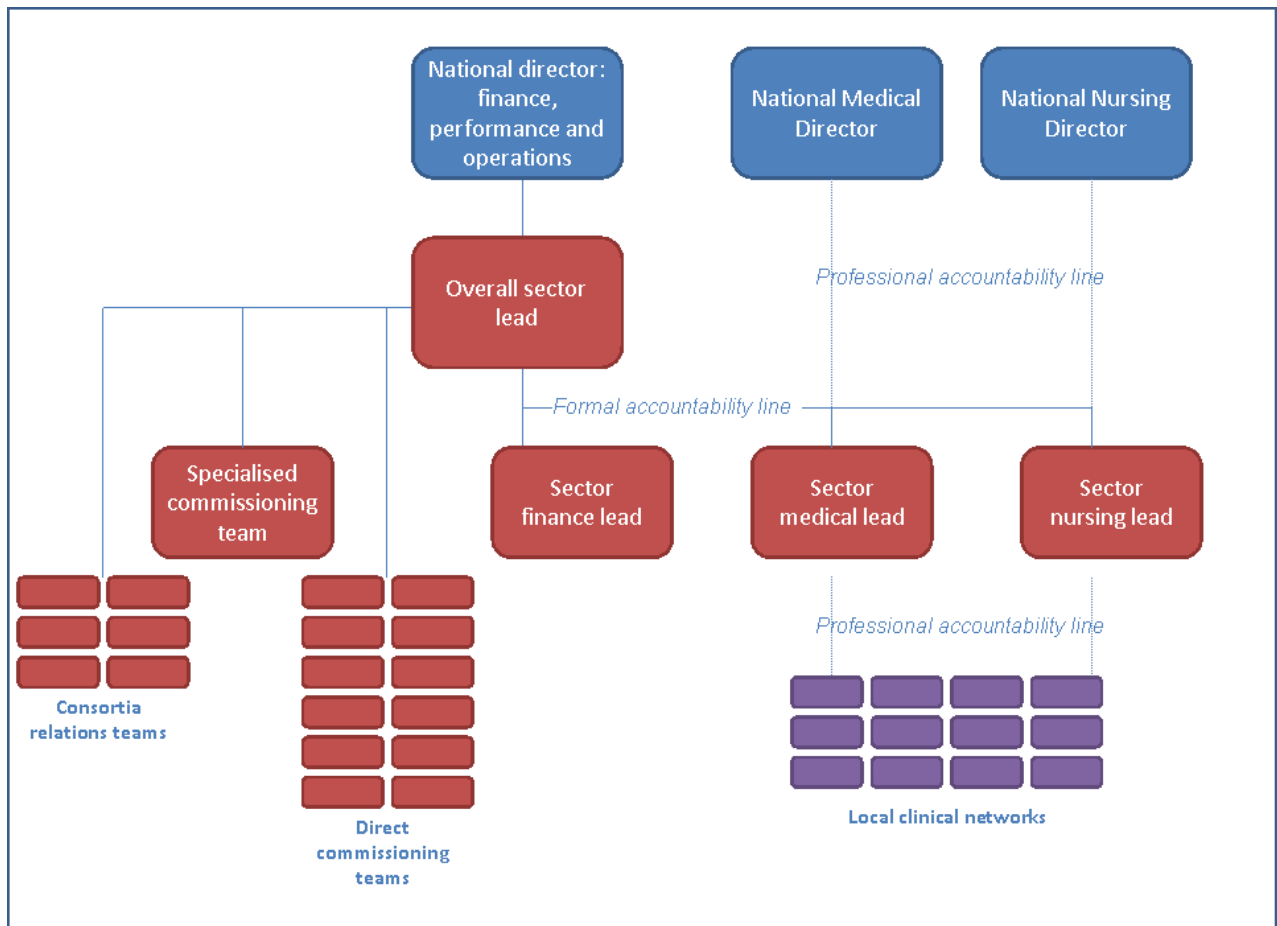 National director:
finance,
performance and
operations
National Medical
Director
National Nursing
Director
Overall sector
lead
Professional accountability line
Formal accountability line
Specialised
commissioning
team
Sector
finance lead
Sector
medical lead
Sector
nursing lead
Professional accountability line
Consortia
relations teams
Direct
commissioning
teams
Local clinical networks